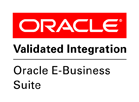 ORACLE
Validated Integration
Oracle E-Business
Suite